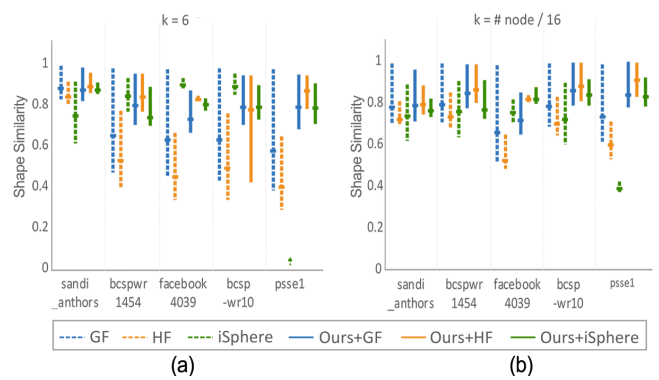 k = 6
k = # node / 16
Shape Similarity
1
0.8
0.6
0.4
0.2
0
sandi
_anthors
bcspwr
1454
facebook
4039
bcsp
-wr10
psse1
Shape Similarity
1
0.8
0.6
0.4
0.2
0
sandi
_anthors
bcspwr
1454
facebook
4039
bcsp
-wr10
psse1
GF HF iSphere Ours+GF Ours+HF Ours+iSphere
(a) (b)